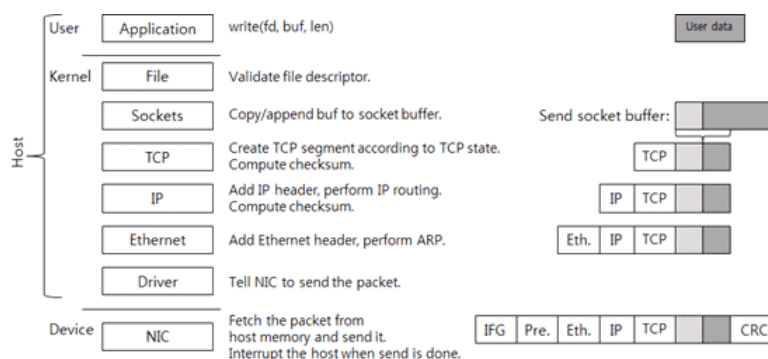 User Application write(fd, buf, len) User data
Kernel File Validate file descriptor.
Sockets Copy/append buf to socket buffer. Send socket buffer:
TCP Create TCP segment according to TCP state.
Compute checksum. TCP
Host
IP Add IP header, perform IP routing.
Compute checksum. IP TCP
Ethernet Add Ethernet header, perform ARP. Eth. IP TCP
Driver Tell NIC to send the packet.
Device NIC Fetch the packet from
host memory and send it. IFG Pre. Eth. IP TCP CRC
Interrupt the host when send is done.